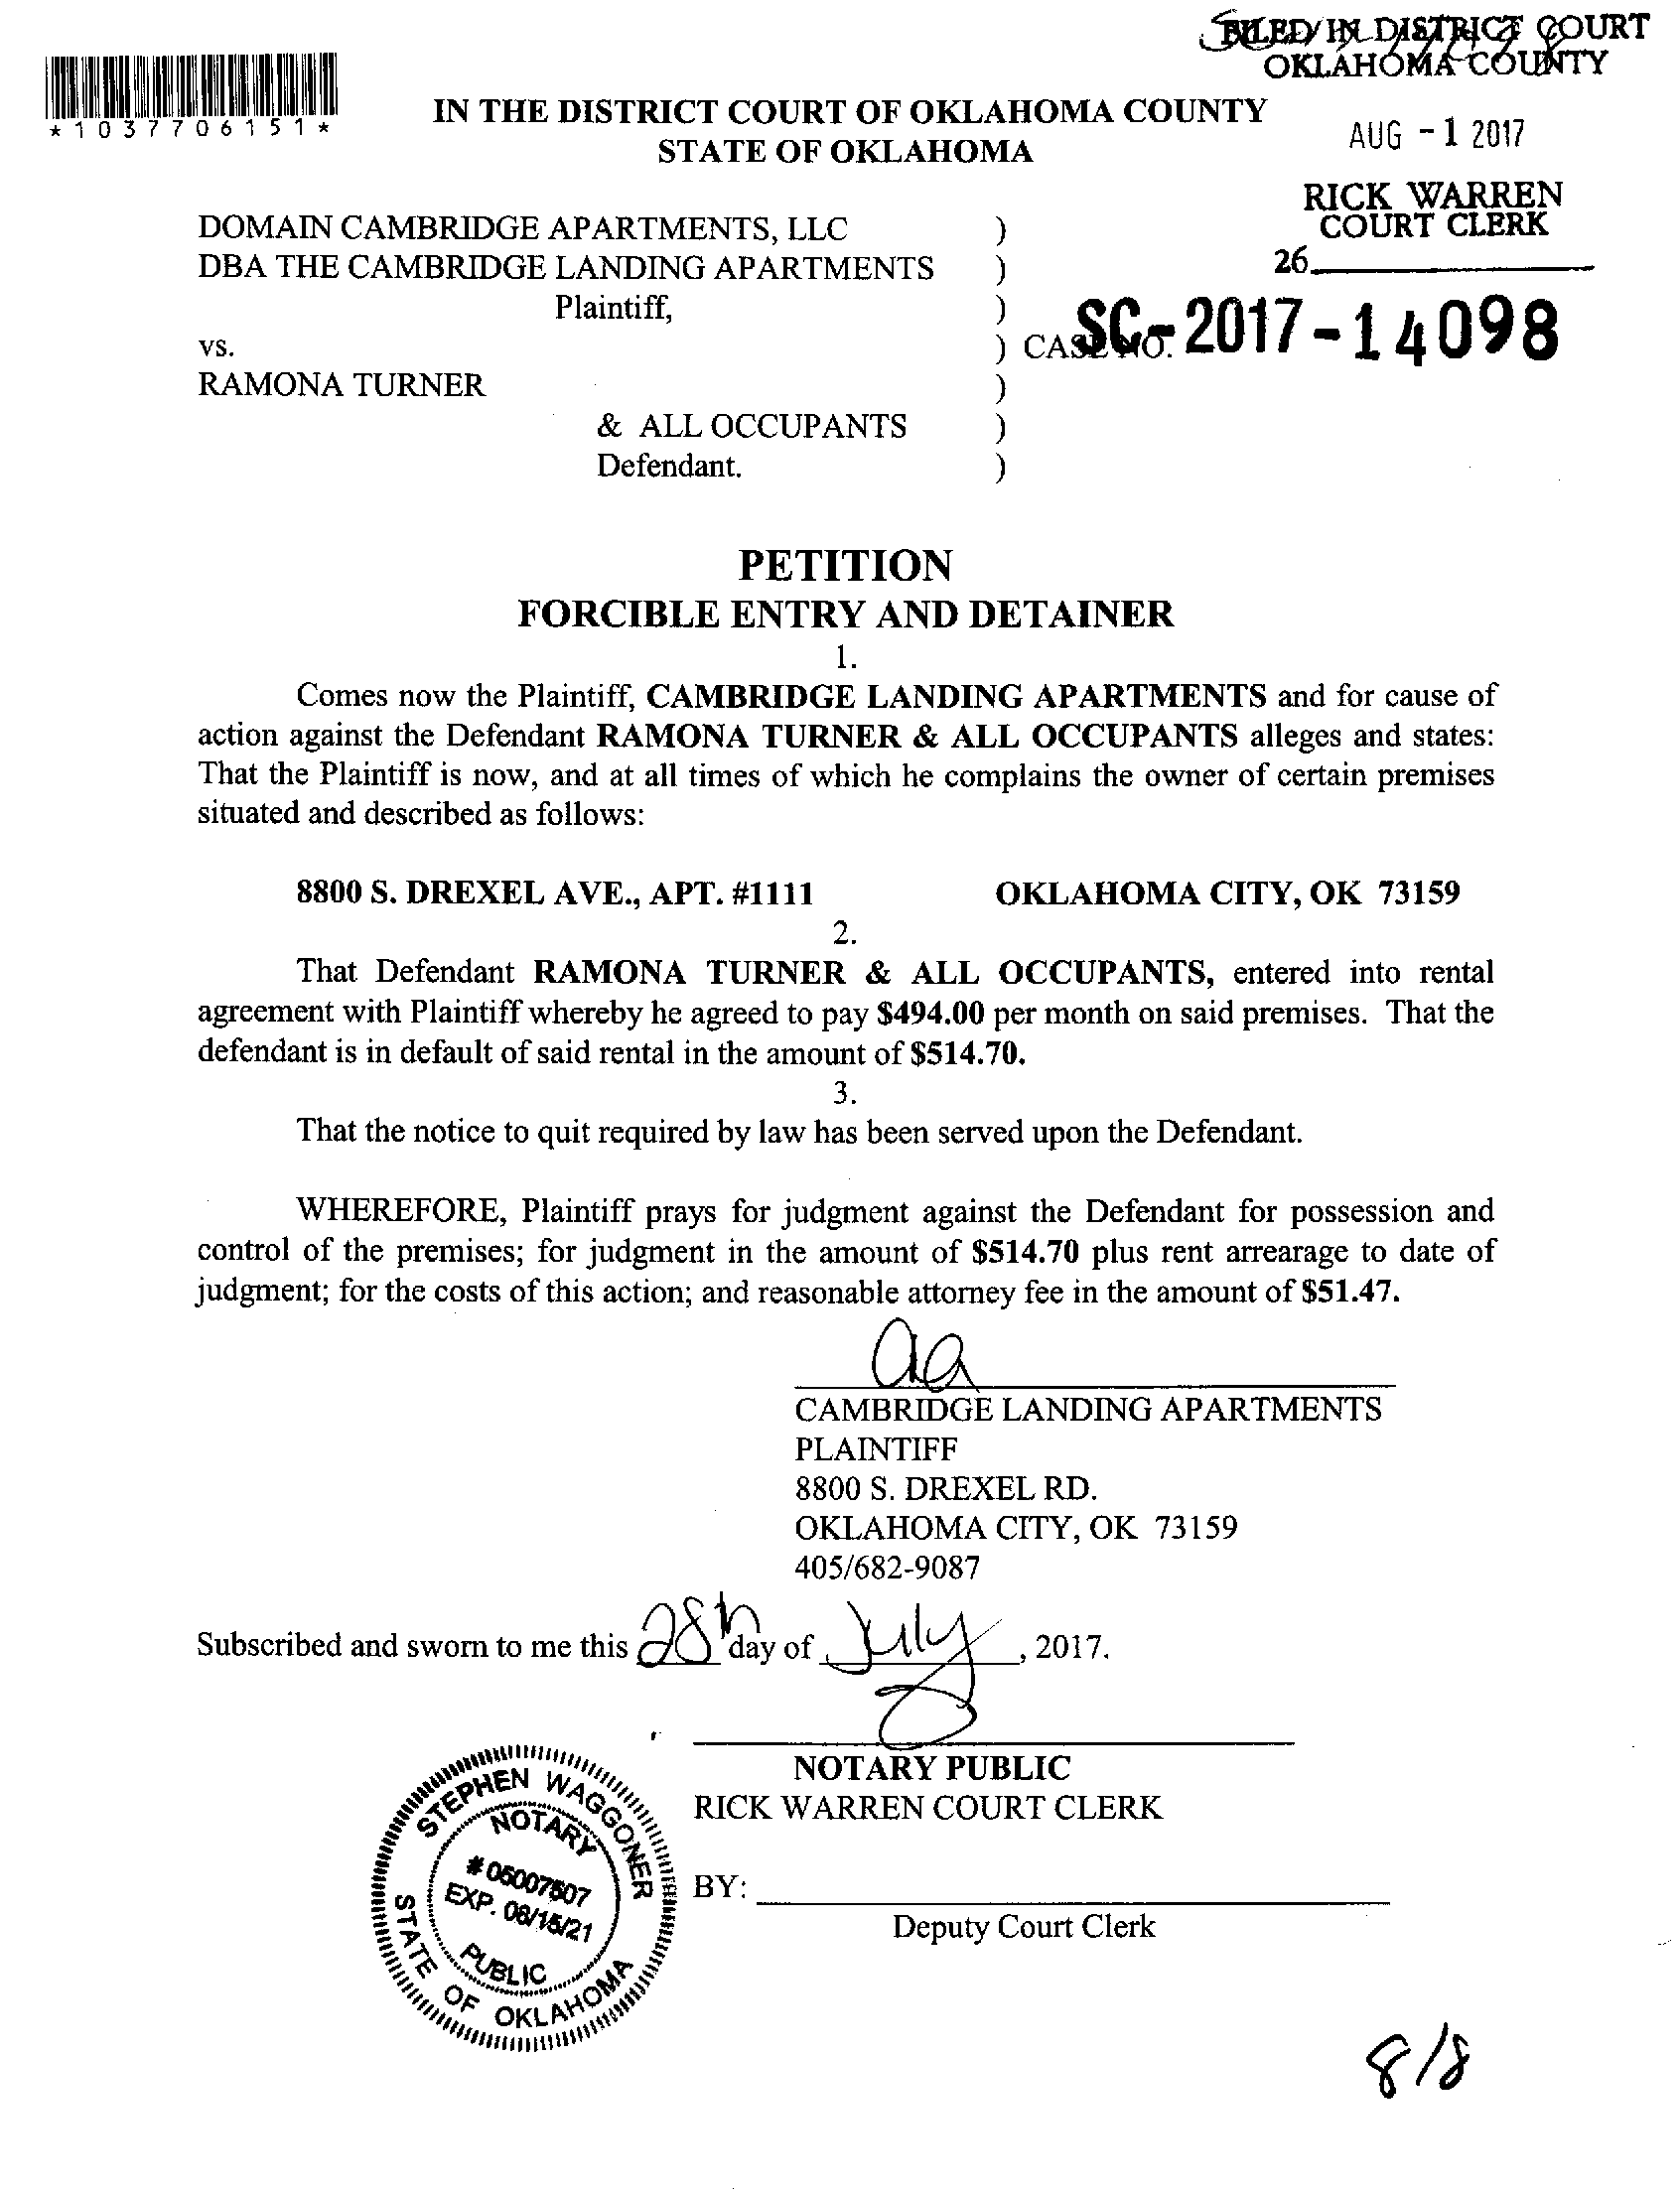 FILED IN DISTRICT COURT
OKLAHOMA COUNTY
*1037706151*
IN THE DISTRICT COURT OF OKLAHOMA COUNTY
STATE OF OKLAHOMA
AUG -1 2017
RICK WARREN
COURT CLERK
26
DOMAIN CAMBRIDGE APARTMENTS, LLC )
DBA THE CAMBRIDGE LANDING APARTMENTS )
Plaintiff, )
vs. ) CASE NO. SC-2017-14098
RAMONA TURNER )
& ALL OCCUPANTS )
Defendant. )
PETITION
FORCIBLE ENTRY AND DETAINER
1.
Comes now the Plaintiff, CAMBRIDGE LANDING APARTMENTS and for cause of
action against the Defendant RAMONA TURNER & ALL OCCUPANTS alleges and states:
That the Plaintiff is now, and at all times of which he complains the owner of certain premises
situated and described as follows:
8800 S. DREXEL AVE., APT. #1111 OKLAHOMA CITY, OK 73159
2.
That Defendant RAMONA TURNER & ALL OCCUPANTS, entered into rental
agreement with Plaintiff whereby he agreed to pay $494.00 per month on said premises. That the
defendant is in default of said rental in the amount of $514.70.
3.
That the notice to quit required by law has been served upon the Defendant.
WHEREFORE, Plaintiff prays for judgment against the Defendant for possession and
control of the premises; for judgment in the amount of $514.70 plus rent arrearage to date of
judgment; for the costs of this action; and reasonable attorney fee in the amount of $51.47.
CAMBRIDGE LANDING APARTMENTS
PLAINTIFF
8800 S. DREXEL RD.
OKLAHOMA CITY, OK 73159
405/682-9087
Subscribed and sworn to me this 28th day of July, 2017.
NOTARY PUBLIC
RICK WARREN COURT CLERK
BY:
Deputy Court Clerk
STEPHEN WAGGONER
NOTARY
# 05007507
EXP. 08/15/21
PUBLIC
STATE OF OKLAHOMA
8/8